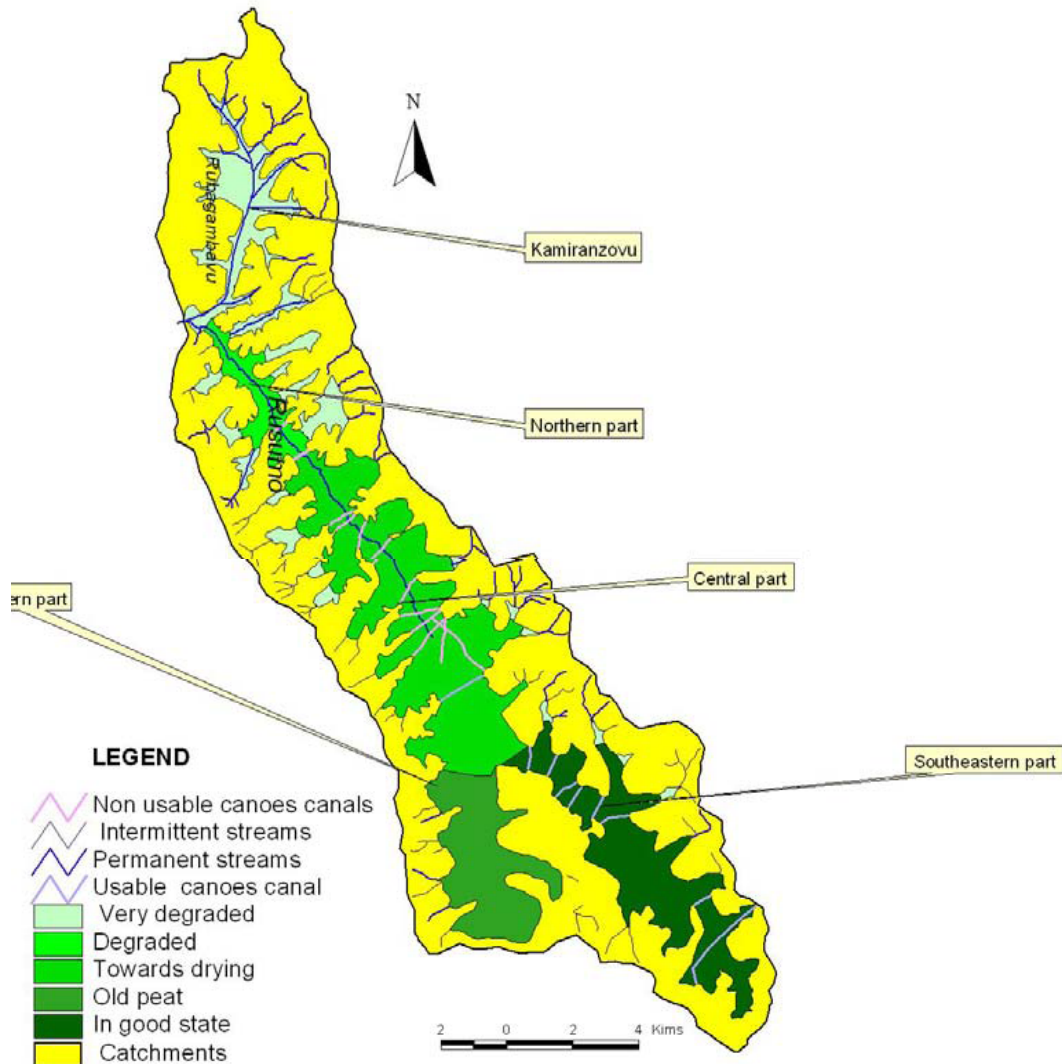 N
Rubagambavu
Kamiranzovu
Northern part
Rusumo
Central part
ern part
Southeastern part
LEGEND
Non usable canoes canals
Intermittent streams
Permanent streams
Usable canoes canal
Very degraded
Degraded
Towards drying
Old peat
In good state
Catchments
2 0 2 4 Kims